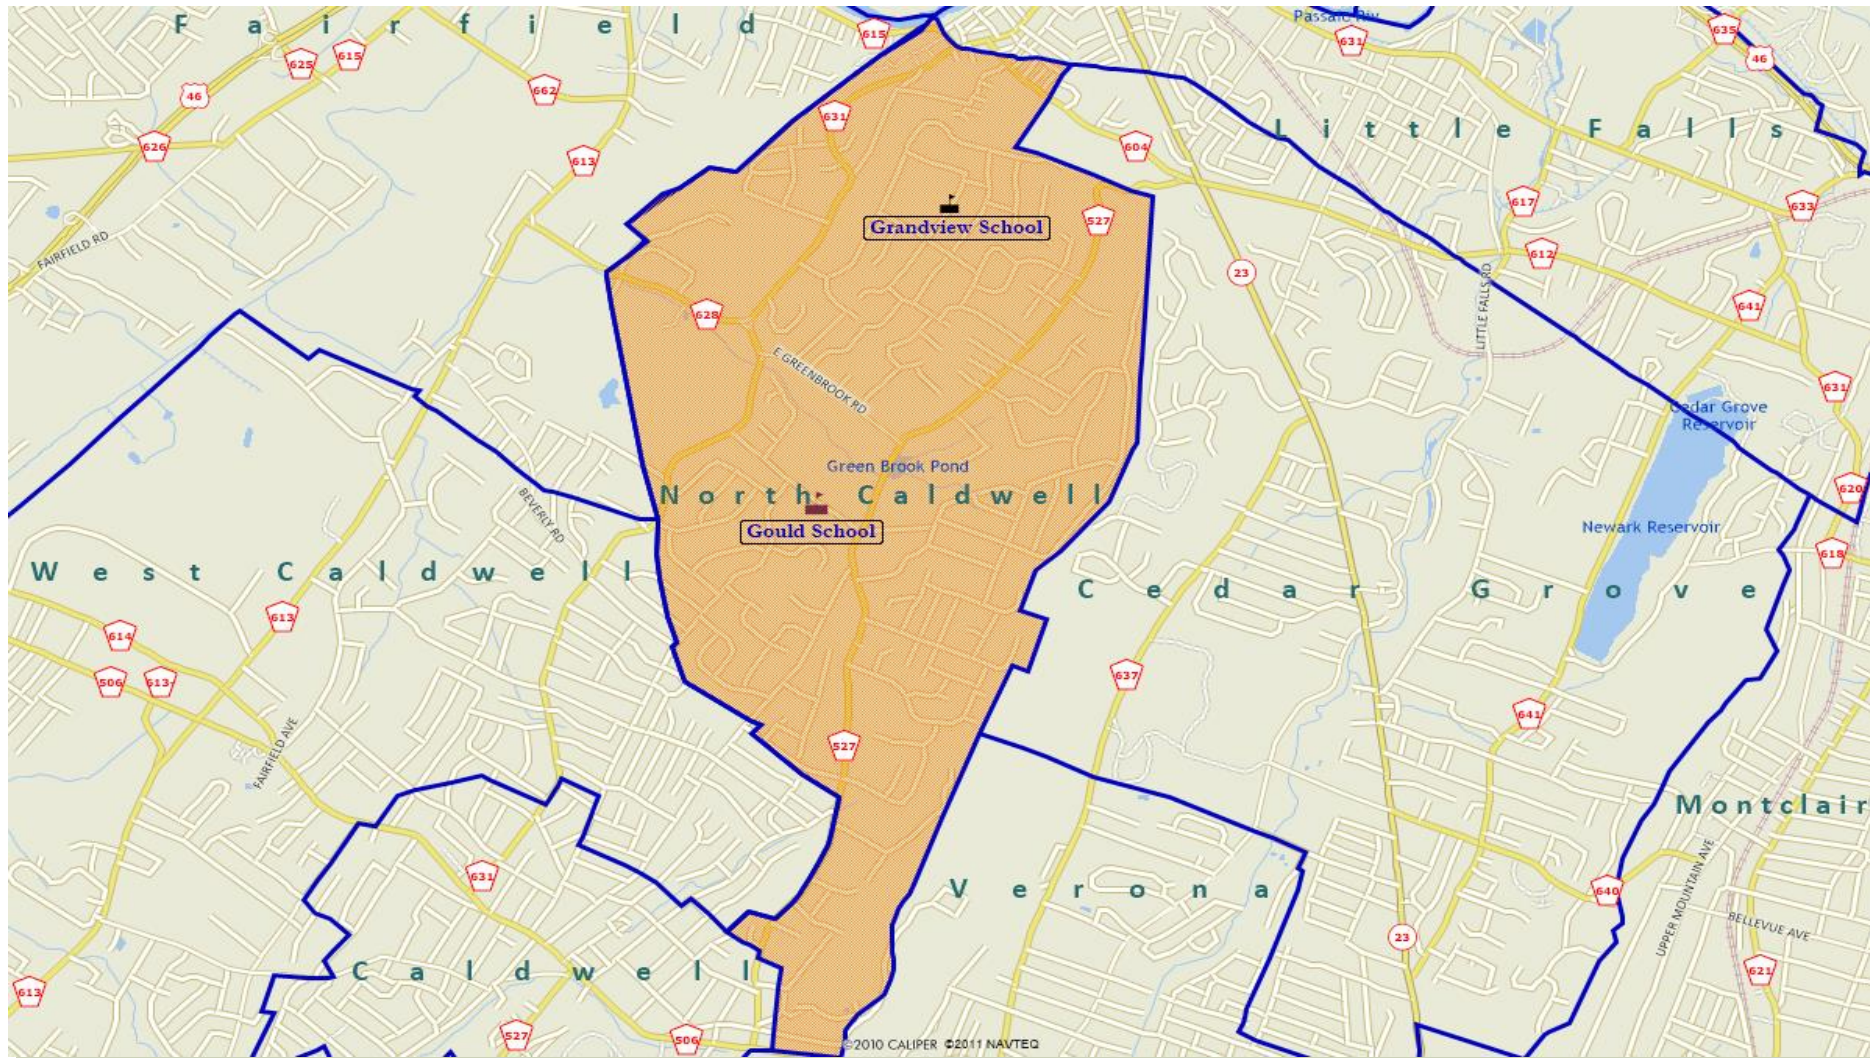 Fairfield
615
Passaic Riv
631
635
46
625
615
662
46
631
626
613
604
Little Falls
Grandview School
527
617
633
FAIRFIELD RD
23
612
628
LITTLE FALLS RD
641
E GREENBROOK RD
631
Cedar Grove
Reservoir
Green Brook Pond
North Caldwell
620
BEVERLY RD
Gould School
Newark Reservoir
618
West Caldwell
Cedar Grove
613
614
506
613
637
641
527
FAIRFIELD AVE
Montclair
UPPER MOUNTAIN AVE
631
Verona
640
BELLEVUE AVE
23
Caldwell
621
613
527
506
©2010 CALIPER ©2011 NAVTEQ